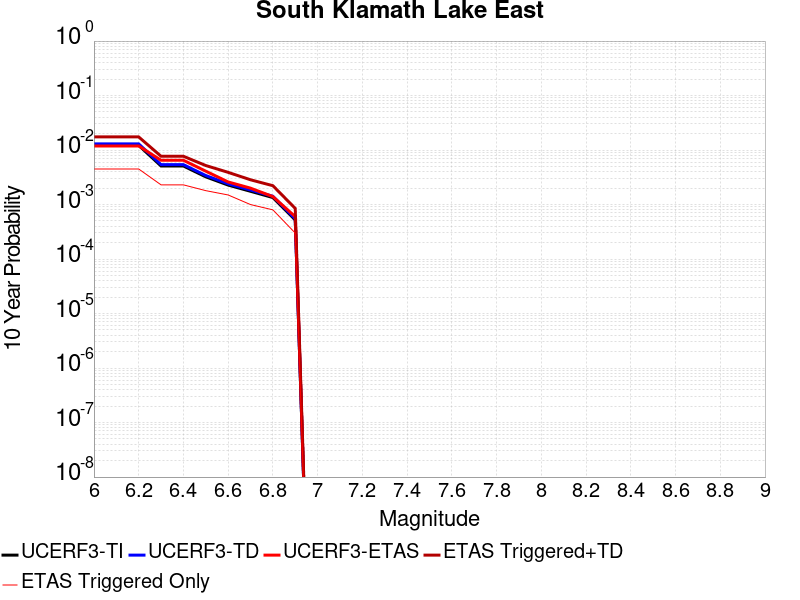 South Klamath Lake East
10^0
10^-1
10^-2
10^-3
10^-4
10^-5
10^-6
10^-7
10^-8
10 Year Probability
6 6.2 6.4 6.6 6.8 7 7.2 7.4 7.6 7.8 8 8.2 8.4 8.6 8.8 9
Magnitude
UCERF3-TI UCERF3-TD UCERF3-ETAS ETAS Triggered+TD
ETAS Triggered Only